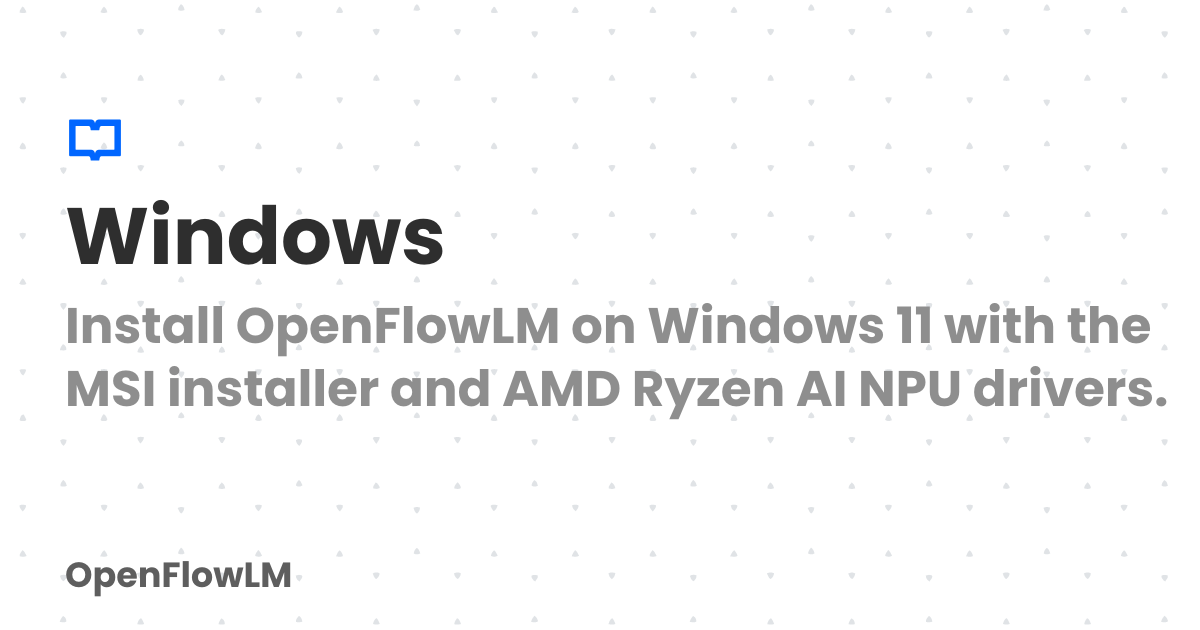 Windows
Install OpenFlowLM on Windows 11 with the
MSI installer and AMD Ryzen AI NPU drivers.
OpenFlowLM